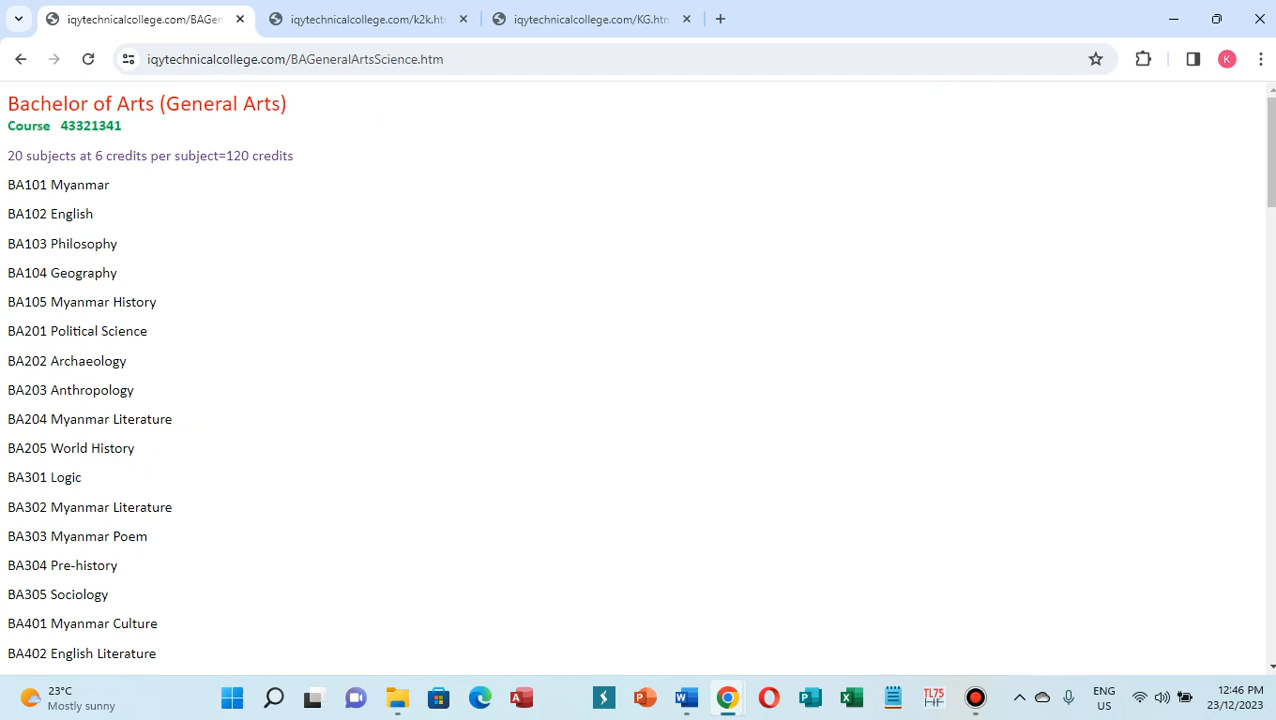 iqytechnicalcollege.com/BAGen
iqytechnicalcollege.com/k2k.ht
iqytechnicalcollege.com/KG.htm
iqytechnicalcollege.com/BAGeneralArtsScience.htm
K
Bachelor of Arts (General Arts)
Course 43321341
20 subjects at 6 credits per subject=120 credits
BA101 Myanmar
BA102 English
BA103 Philosophy
BA104 Geography
BA105 Myanmar History
BA201 Political Science
BA202 Archaeology
BA203 Anthropology
BA204 Myanmar Literature
BA205 World History
BA301 Logic
BA302 Myanmar Literature
BA303 Myanmar Poem
BA304 Pre-history
BA305 Sociology
BA401 Myanmar Culture
BA402 English Literature
23°C
Mostly sunny
TL75
ENG
US
12:46 PM
23/12/2023